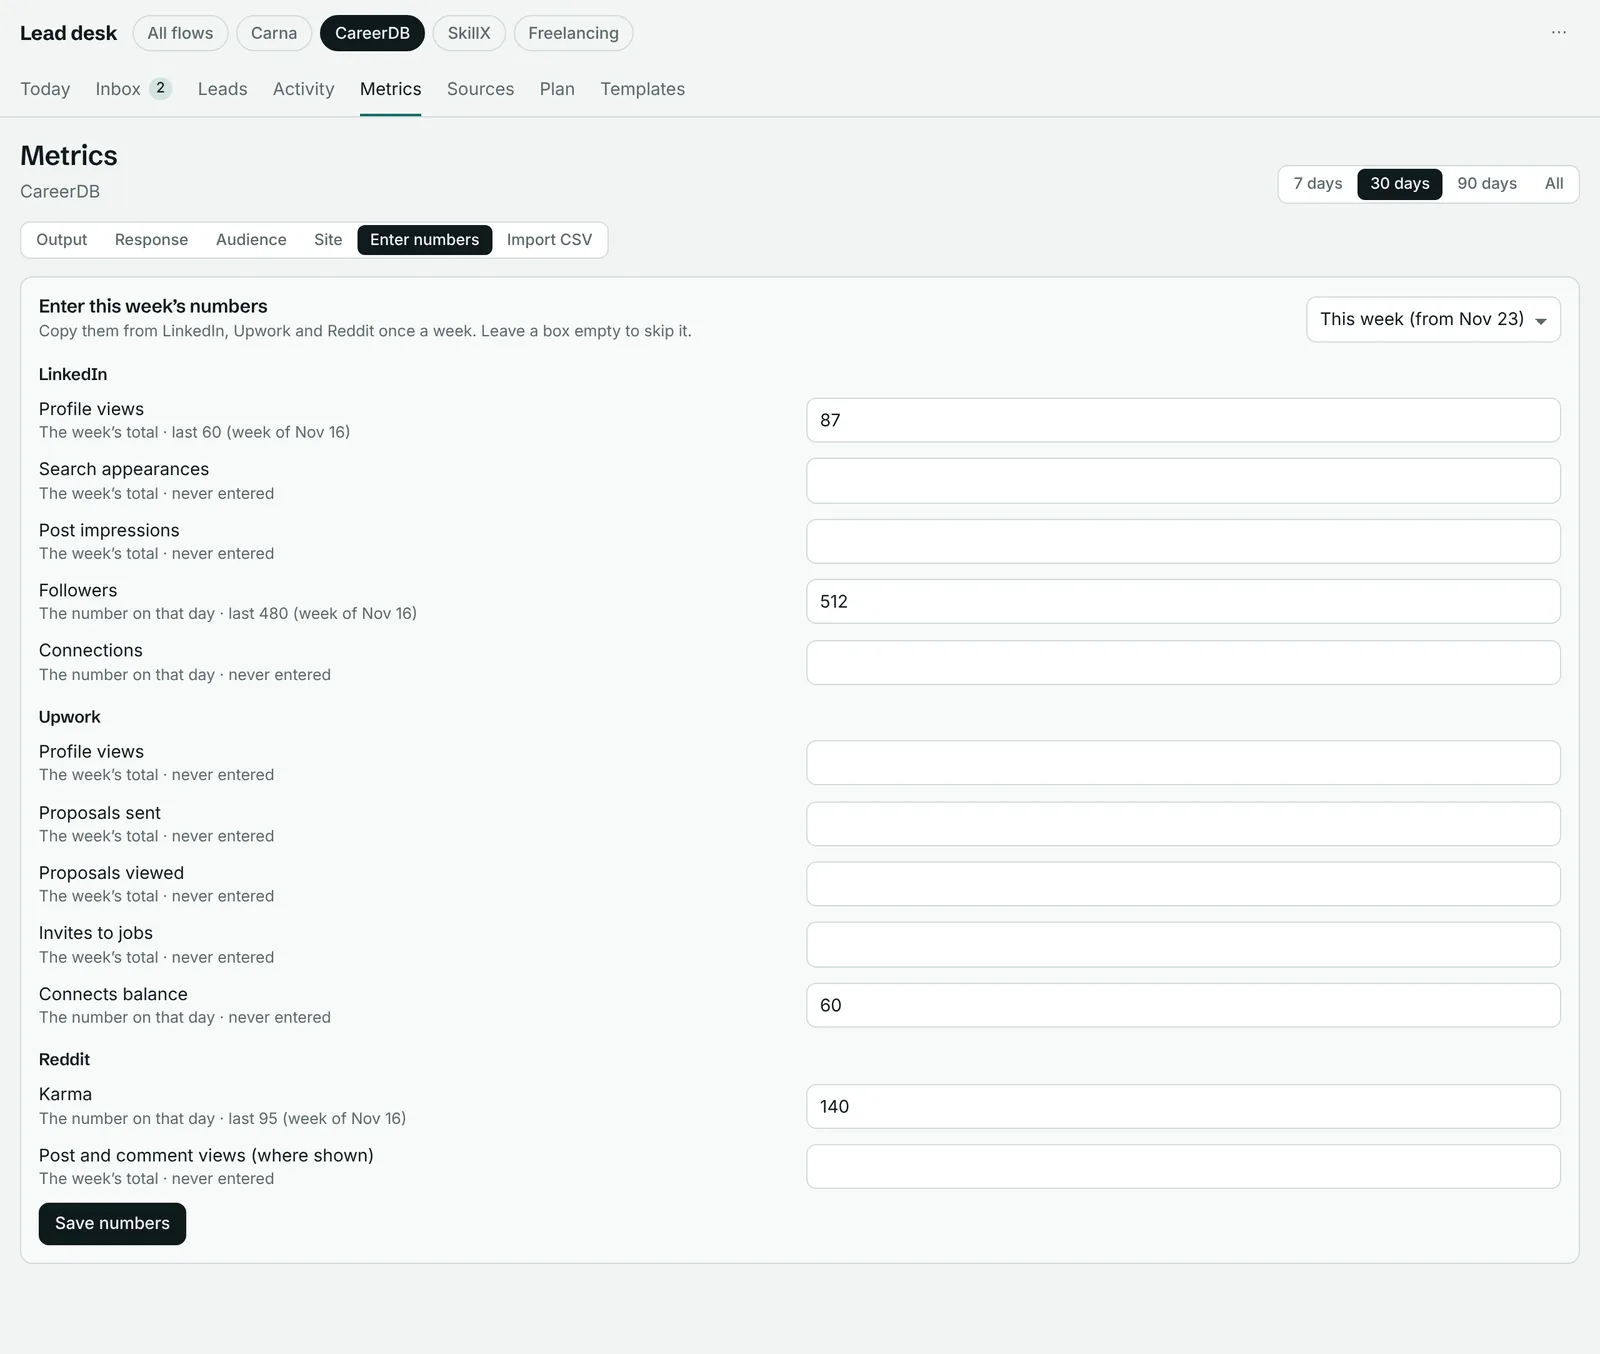 Lead desk All flows Carna CareerDB SkillX Freelancing ...
Today Inbox 2 Leads Activity Metrics Sources Plan Templates
Metrics
CareerDB
7 days 30 days 90 days All
Output Response Audience Site Enter numbers Import CSV
Enter this week’s numbers
Copy them from LinkedIn, Upwork and Reddit once a week. Leave a box empty to skip it.
This week (from Nov 23)
LinkedIn
Profile views
The week’s total · last 60 (week of Nov 16)
87
Search appearances
The week’s total · never entered
Post impressions
The week’s total · never entered
Followers
The number on that day · last 480 (week of Nov 16)
512
Connections
The number on that day · never entered
Upwork
Profile views
The week’s total · never entered
Proposals sent
The week’s total · never entered
Proposals viewed
The week’s total · never entered
Invites to jobs
The week’s total · never entered
Connects balance
The number on that day · never entered
60
Reddit
Karma
The number on that day · last 95 (week of Nov 16)
140
Post and comment views (where shown)
The week’s total · never entered
Save numbers